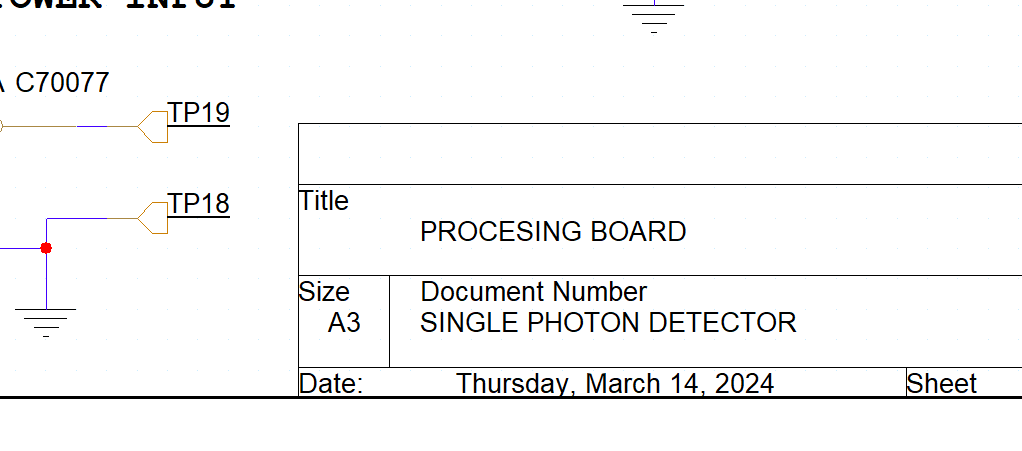 POWER INPUT
C70077
TP19
TP18
Title
PROCESING BOARD
Size
A3
Document Number
SINGLE PHOTON DETECTOR
Date:
Thursday, March 14, 2024
Sheet